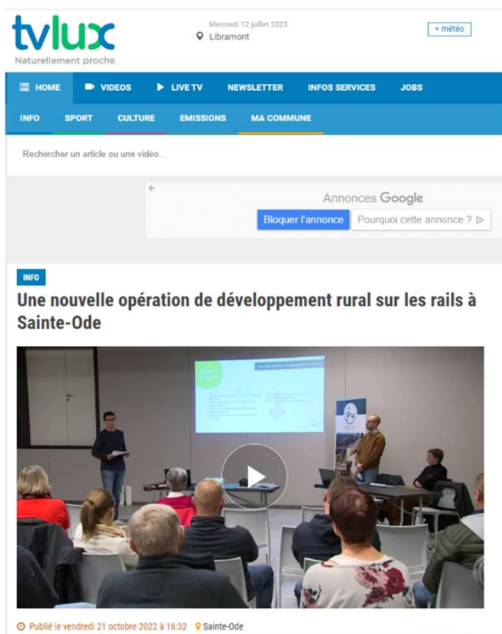 tvlux
Naturellement proche
Mercredi 12 juillet 2023
Libramont
+ météo
HOME VIDEOS LIVE TV NEWSLETTER INFOS SERVICES JOBS
INFO SPORT CULTURE EMISSIONS MA COMMUNE
Rechercher un article ou une vidéo...
Annonces Google
Bloquer l'annonce Pourquoi cette annonce ?
INFO
Une nouvelle opération de développement rural sur les rails à
Sainte-Ode
Publié le vendredi 21 octobre 2022 à 16:32 Sainte-Ode